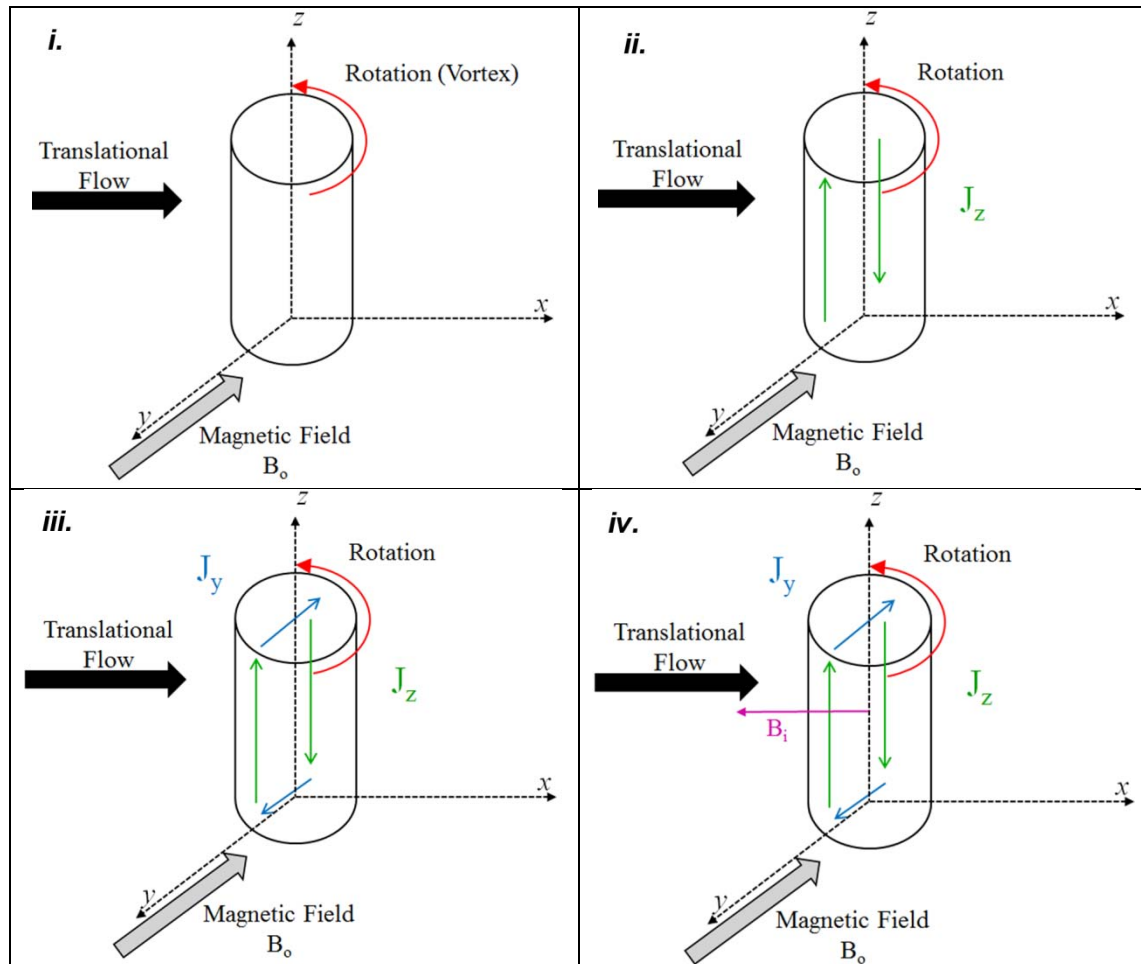 i.
z
Rotation (Vortex)
Translational
Flow
x
y
Magnetic Field
Bo
ii.
z
Rotation
Translational
Flow
Jz
x
y
Magnetic Field
Bo
iii.
z
Jy
Rotation
Translational
Flow
Jz
x
y
Magnetic Field
Bo
iv.
z
Jy
Rotation
Translational
Flow
Jz
Bi
x
y
Magnetic Field
Bo